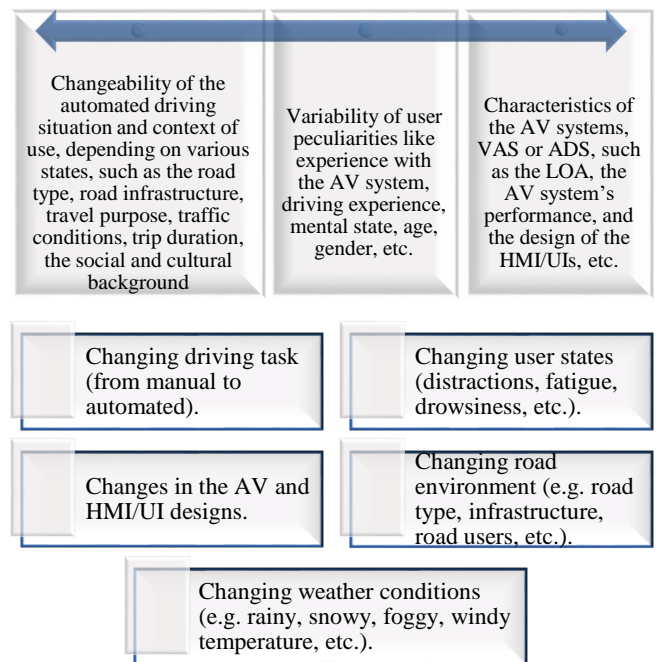 Changeability of the
automated driving
situation and context of
use, depending on various
states, such as the road
type, road infrastructure,
travel purpose, traffic
conditions, trip duration,
the social and cultural
background
Variability of user
peculiarities like
experience with
the AV system,
driving experience,
mental state, age,
gender, etc.
Characteristics of
the AV systems,
VAS or ADS, such
as the LOA, the
AV system's
performance, and
the design of the
HMI/UIs, etc.
Changing driving task
(from manual to
automated).
Changing user states
(distractions, fatigue,
drowsiness, etc.).
Changes in the AV and
HMI/UI designs.
Changing road
environment (e.g. road
type, infrastructure,
road users, etc.).
Changing weather conditions
(e.g. rainy, snowy, foggy, windy
temperature, etc.).